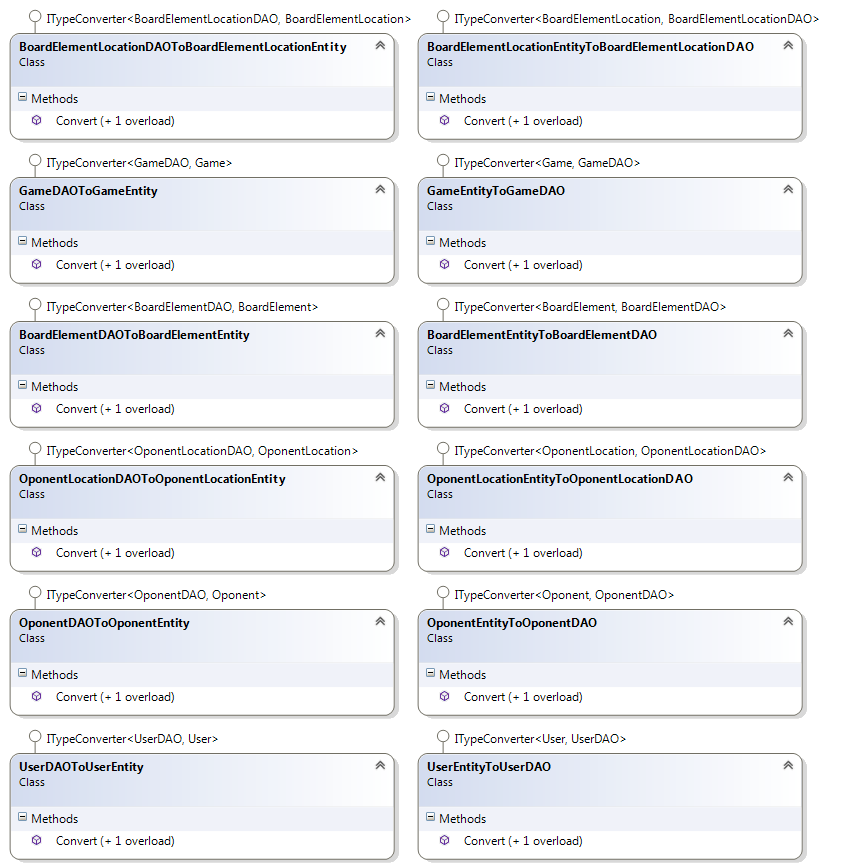 ITypeConverter<BoardElementLocationDAO, BoardElementLocation>
BoardElementLocationDAOToBoardElementLocationEntity
Class
Methods
Convert (+ 1 overload)
ITypeConverter<BoardElementLocation, BoardElementLocationDAO>
BoardElementLocationEntityToBoardElementLocationDAO
Class
Methods
Convert (+ 1 overload)
ITypeConverter<GameDAO, Game>
GameDAOToGameEntity
Class
Methods
Convert (+ 1 overload)
ITypeConverter<Game, GameDAO>
GameEntityToGameDAO
Class
Methods
Convert (+ 1 overload)
ITypeConverter<BoardElementDAO, BoardElement>
BoardElementDAOToBoardElementEntity
Class
Methods
Convert (+ 1 overload)
ITypeConverter<BoardElement, BoardElementDAO>
BoardElementEntityToBoardElementDAO
Class
Methods
Convert (+ 1 overload)
ITypeConverter<OponentLocationDAO, OponentLocation>
OponentLocationDAOToOponentLocationEntity
Class
Methods
Convert (+ 1 overload)
ITypeConverter<OponentLocation, OponentLocationDAO>
OponentLocationEntityToOponentLocationDAO
Class
Methods
Convert (+ 1 overload)
ITypeConverter<OponentDAO, Oponent>
OponentDAOToOponentEntity
Class
Methods
Convert (+ 1 overload)
ITypeConverter<Oponent, OponentDAO>
OponentEntityToOponentDAO
Class
Methods
Convert (+ 1 overload)
ITypeConverter<UserDAO, User>
UserDAOToUserEntity
Class
Methods
Convert (+ 1 overload)
ITypeConverter<User, UserDAO>
UserEntityToUserDAO
Class
Methods
Convert (+ 1 overload)